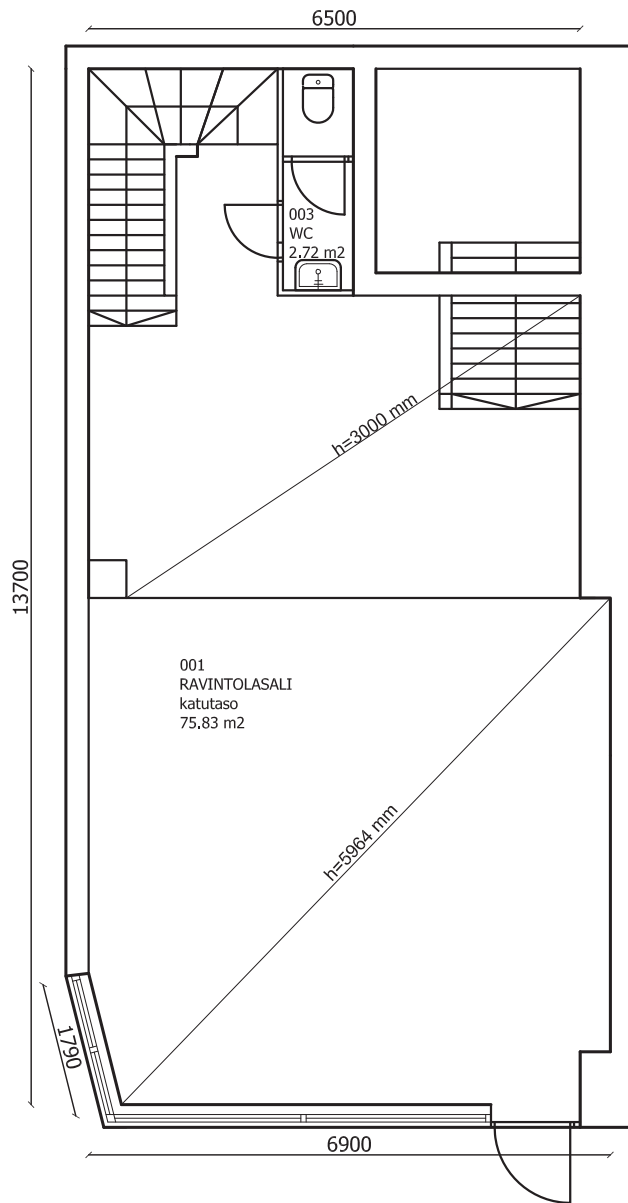 6500
003
WC
2.72 m2
h=3000 mm
13700
001
RAVINTOLASALI
katutaso
75.83 m2
h=5964 mm
1790
6900